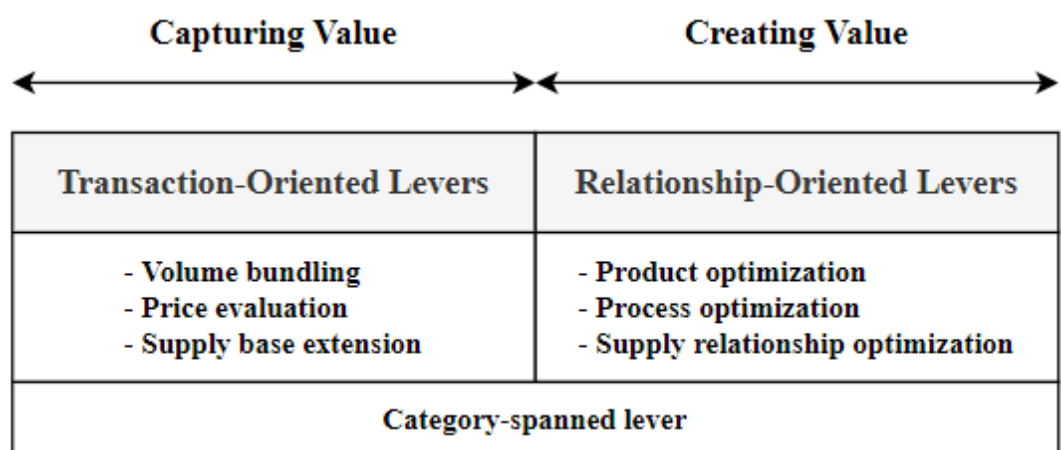 Capturing Value
Creating Value
Transaction-Oriented Levers
Relationship-Oriented Levers
- Volume bundling
- Price evaluation
- Supply base extension
- Product optimization
- Process optimization
- Supply relationship optimization
Category-spanned lever